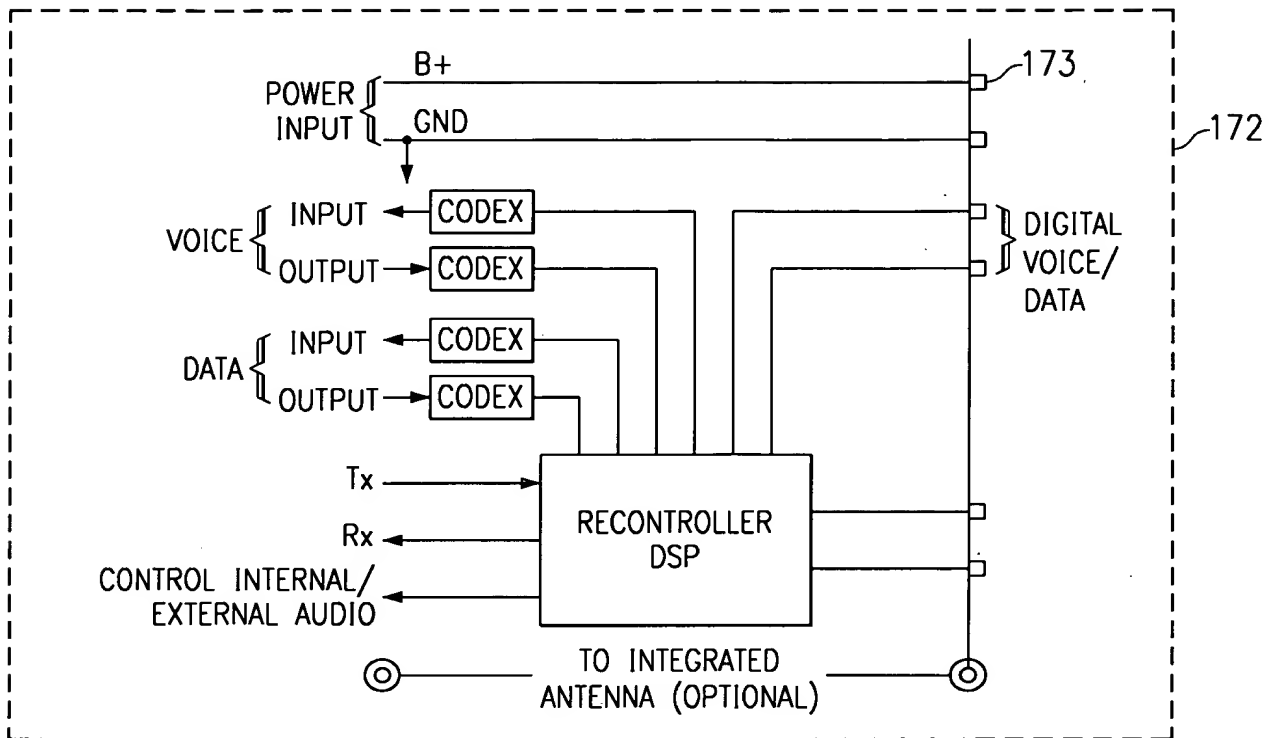 B+
173
POWER
INPUT
GND
172
VOICE
INPUT
CODEX
OUTPUT
CODEX
DIGITAL
VOICE/
DATA
DATA
INPUT
CODEX
OUTPUT
CODEX
Tx
Rx
CONTROL INTERNAL/
EXTERNAL AUDIO
RECONTROLLER
DSP
TO INTEGRATED
ANTENNA (OPTIONAL)